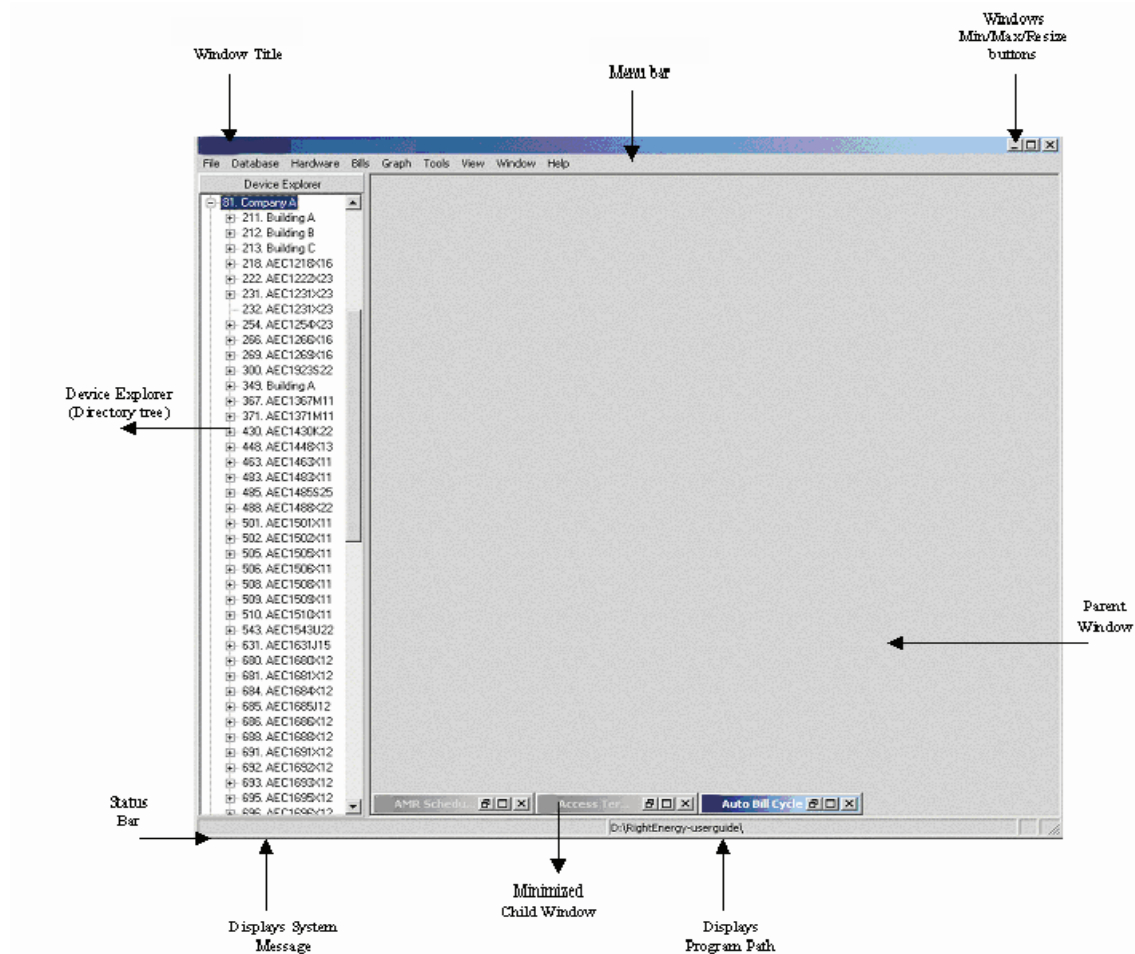 Windows
Min/Max/Resize
buttons
Window Title
Menu bar
File Database Hardware Bills Graph Tools View Window Help
Device Explorer
81. Company A
211. Building A
212. Building B
213. Building C
218. AEC1218X16
222. AEC1222X23
231. AEC1231X23
232. AEC1231X23
254. AEC1254X23
266. AEC1266X16
269. AEC1269X16
300. AEC1923S22
349. Building A
367. AEC1367M11
371. AEC1371M11
Device Explorer
(Directory tree)
430. AEC1430K22
448. AEC1448X13
463. AEC1463X11
483. AEC1483X11
485. AEC1485S25
488. AEC1488X22
501. AEC1501X11
502. AEC1502X11
505. AEC1505X11
506. AEC1506X11
508. AEC1508X11
509. AEC1509X11
510. AEC1510X11
543. AEC1543U22
631. AEC1631J15
Parent
Window
680. AEC1680X12
681. AEC1681X12
684. AEC1684X12
685. AEC1685J12
686. AEC1686X12
688. AEC1688X12
691. AEC1691X12
692. AEC1692X12
693. AEC1693X12
695. AEC1695X12
696. AEC1696X12
AMR Schedu... Access Ter... Auto Bill Cycle
Status
Bar
D:\RightEnergy-userguide\,
Minimized
Child Window
Displays System
Message
Displays
Program Path